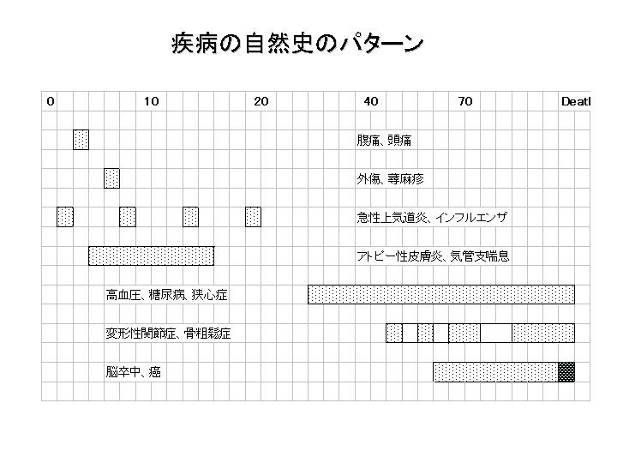 疾病の自然史のパターン
0 10 20 40 70 Deatl
腹痛、頭痛
外傷、蕁麻疹
急性上気道炎、インフルエンザ
アトピー性皮膚炎、気管支喘息
高血圧、糖尿病、狭心症
変形性関節症、骨粗鬆症
脳卒中、癌